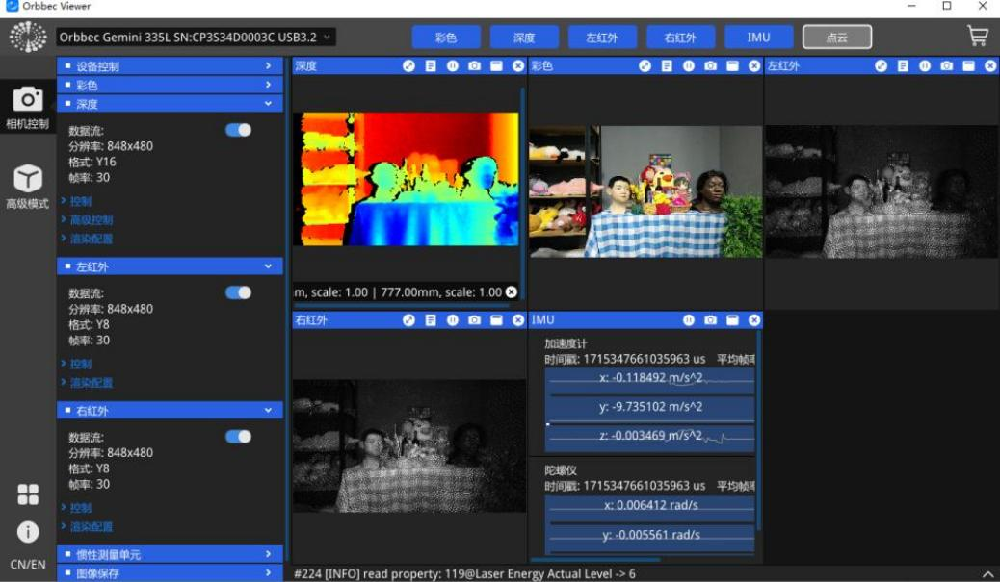 Orbbec Viewer
Orbbec Gemini 335L SN:CP3S34D0003C USB3.2
彩色
深度
左红外
右红外
IMU
点云
相机控制
高级模式
CN/EN
设备控制
彩色
深度
数据流:
分辨率: 848x480
格式: Y16
帧率: 30
> 控制
> 高级控制
> 渲染配置
左红外
数据流:
分辨率: 848x480
格式: Y8
帧率: 30
> 控制
> 渲染配置
右红外
数据流:
分辨率: 848x480
格式: Y8
帧率: 30
> 控制
> 渲染配置
惯性测量单元
图像保存
深度
m, scale: 1.00 | 777.00mm, scale: 1.00
彩色
左红外
右红外
IMU
加速度计
时间戳: 1715347661035963 us 平均帧率
x: -0.118492 m/s^2
y: -9.735102 m/s^2
z: -0.003469 m/s^2
陀螺仪
时间戳: 1715347661035963 us 平均帧率
x: 0.006412 rad/s
y: -0.005561 rad/s
#224 [INFO] read property: 119@Laser Energy Actual Level -> 6